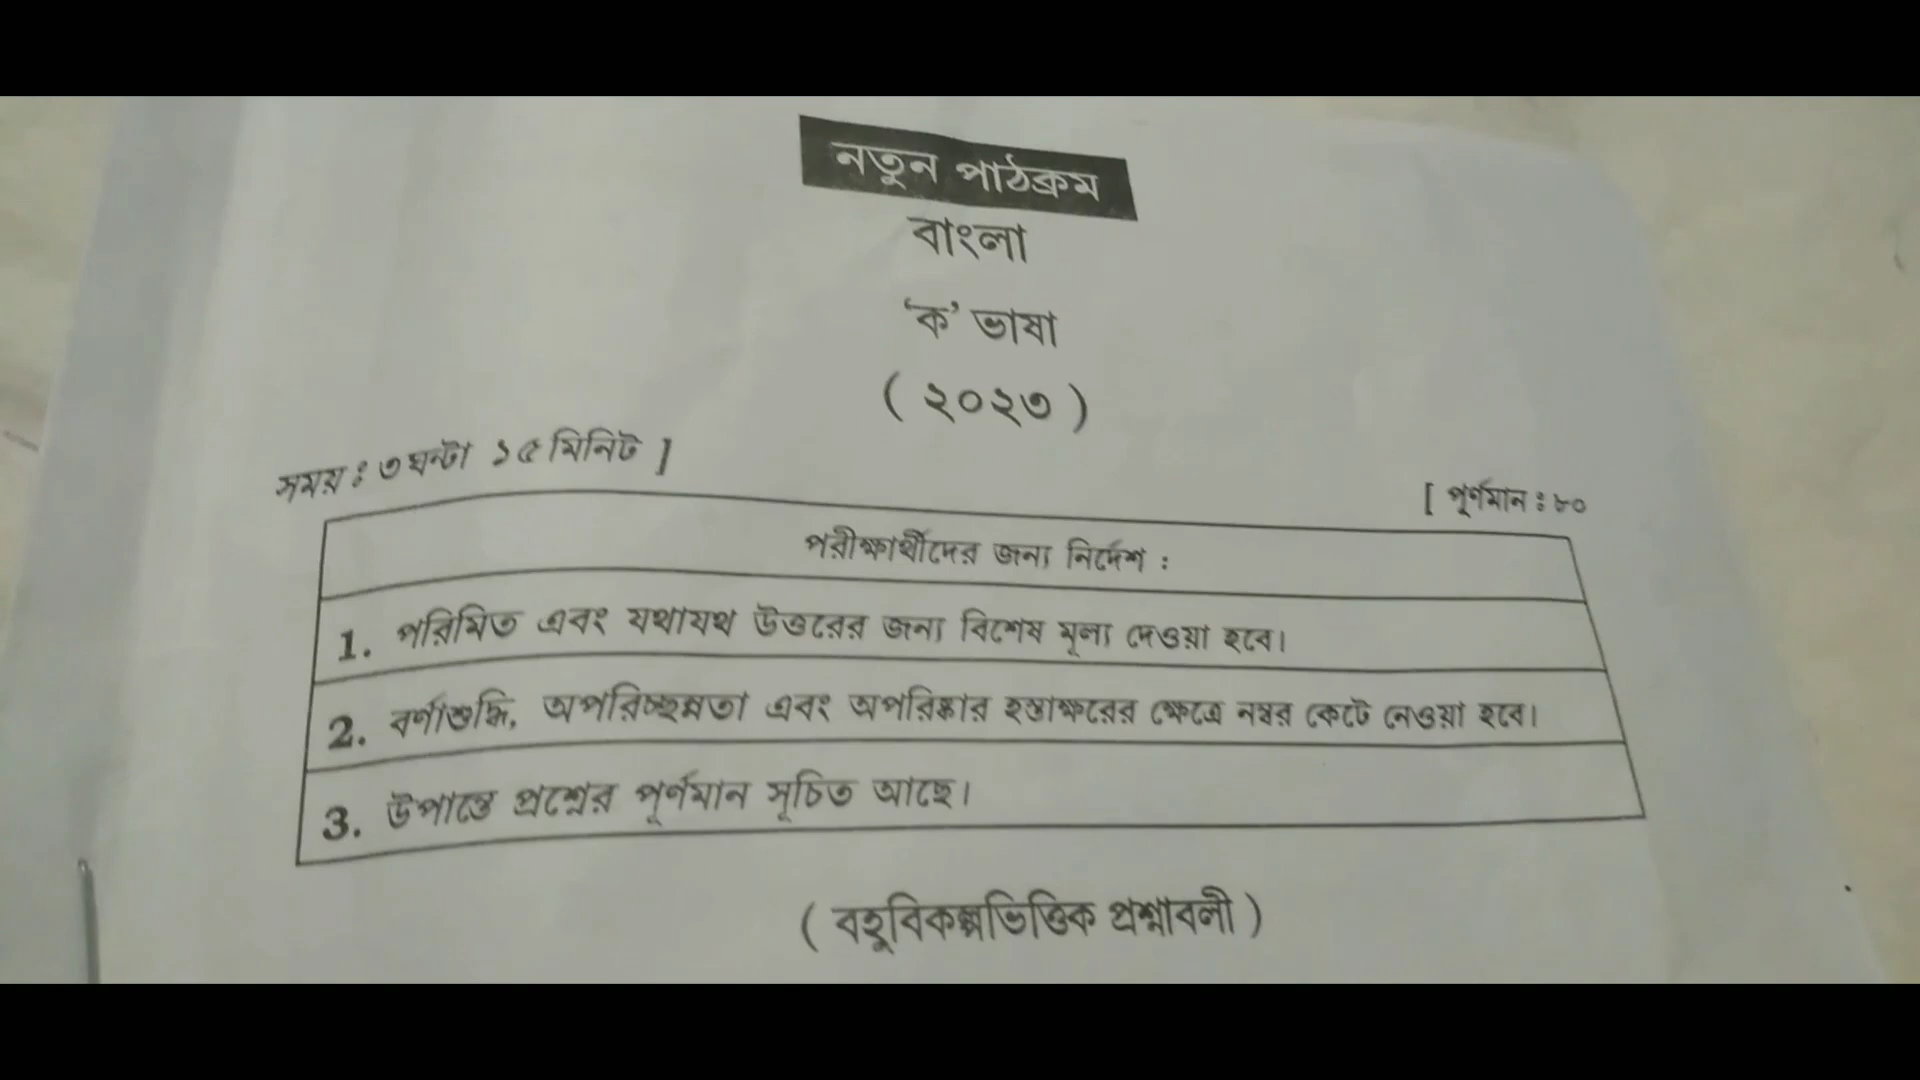 নতুন পাঠক্রম
বাংলা
‘ক’ ভাষা
( ২০২৩ )
সময় : ৩ ঘন্টা ১৫ মিনিট ]
[ পূর্ণমান : ৮০
পরীক্ষার্থীদের জন্য নির্দেশ :
1. পরিমিত এবং যথাযথ উত্তরের জন্য বিশেষ মূল্য দেওয়া হবে।
2. বর্ণাশুদ্ধি, অপরিচ্ছন্নতা এবং অপরিষ্কার হস্তাক্ষরের ক্ষেত্রে নম্বর কেটে নেওয়া হবে।
3. উপান্তে প্রশ্নের পূর্ণমান সূচিত আছে।
( বহুবিকল্পভিত্তিক প্রশ্নাবলী )